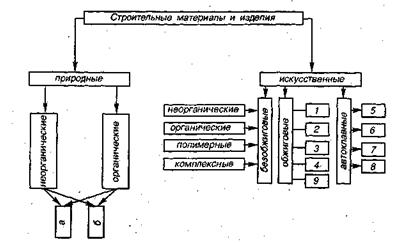 Строительные материалы и изделия
природные
искусственные
неорганические
органические
неорганические
органические
полимерные
комплексные
безобжиговые
обжиговые
1
2
3
4
9
автоклавные
5
6
7
8
а
б